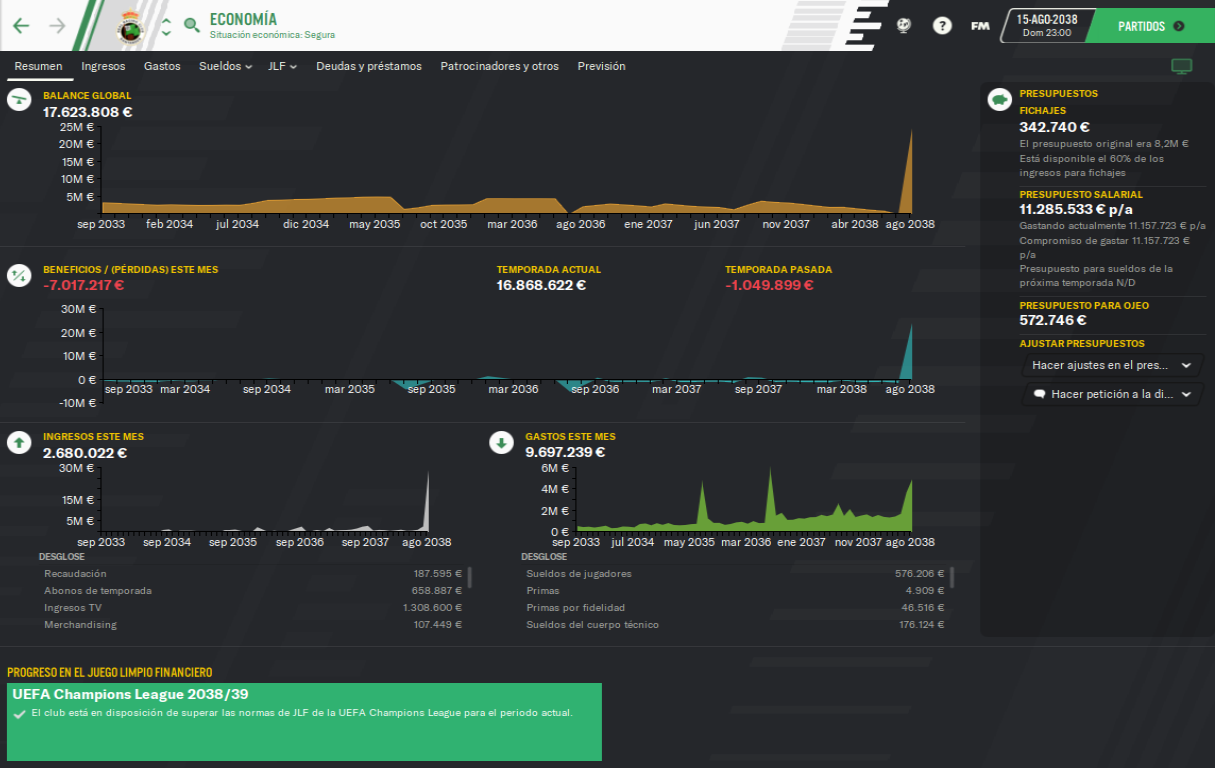 ECONOMÍA
Situación económica: Segura
FM
15-AGO-2038
Dom 23:00
PARTIDOS
Resumen Ingresos Gastos Sueldos JLF Deudas y préstamos Patrocinadores y otros Previsión
BALANCE GLOBAL
17.623.808 €
25M €
20M €
15M €
10M €
5M €
sep 2033 feb 2034 jul 2034 dic 2034 may 2035 oct 2035 mar 2036 ago 2036 ene 2037 jun 2037 nov 2037 abr 2038 ago 2038
BENEFICIOS / (PÉRDIDAS) ESTE MES
-7.017.217 €
TEMPORADA ACTUAL
16.868.622 €
TEMPORADA PASADA
-1.049.899 €
30M €
20M €
10M €
0 €
-10M €
sep 2033 mar 2034 sep 2034 mar 2035 sep 2035 mar 2036 sep 2036 mar 2037 sep 2037 mar 2038 ago 2038
INGRESOS ESTE MES
2.680.022 €
30M €
15M €
5M €
sep 2033 sep 2034 sep 2035 sep 2036 sep 2037 ago 2038
DESGLOSE
Recaudación 187.595 €
Abonos de temporada 658.887 €
Ingresos TV 1.308.600 €
Merchandising 107.449 €
GASTOS ESTE MES
9.697.239 €
6M €
4M €
2M €
0 €
sep 2033 jul 2034 may 2035 mar 2036 ene 2037 nov 2037 ago 2038
DESGLOSE
Sueldos de jugadores 576.206 €
Primas 4.909 €
Primas por fidelidad 46.516 €
Sueldos del cuerpo técnico 176.124 €
PRESUPUESTOS
FICHAJES
342.740 €
El presupuesto original era 8,2M €
Está disponible el 60% de los
ingresos para fichajes
PRESUPUESTO SALARIAL
11.285.533 € p/a
Gastando actualmente 11.157.723 € p/a
Compromiso de gastar 11.157.723 €
p/a
Presupuesto para sueldos de la
próxima temporada N/D
PRESUPUESTO PARA OJEO
572.746 €
AJUSTAR PRESUPUESTOS
Hacer ajustes en el pres...
Hacer petición a la di...
PROGRESO EN EL JUEGO LIMPIO FINANCIERO
UEFA Champions League 2038/39
El club está en disposición de superar las normas de JLF de la UEFA Champions League para el periodo actual.